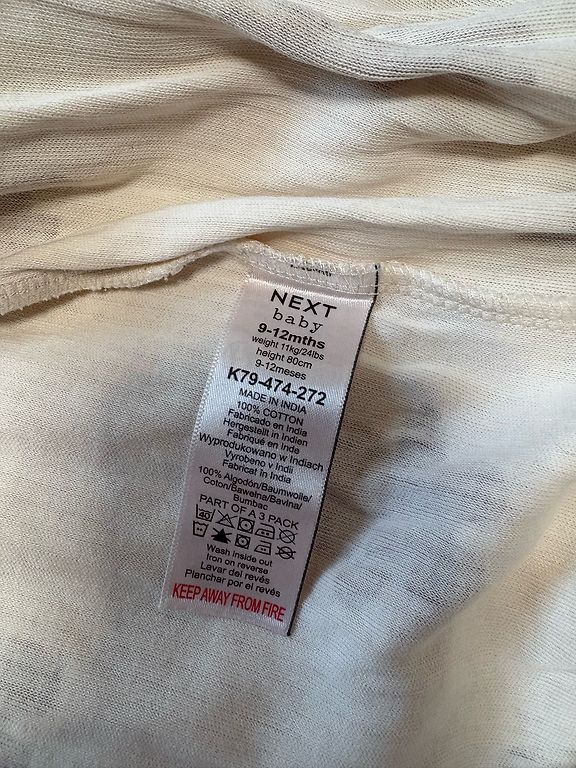 NEXT
baby
9-12mths
weight 11kg/24lbs
height 80cm
9-12meses
K79-474-272
MADE IN INDIA
100% COTTON
Fabricado en India
Hergestellt in Indien
Fabriqué en Inde
Wyprodukowano w Indiach
Vyrobeno v Indii
Fabricat în India
100% Algodón/Baumwolle/
Coton/Bawełna/Bavlna/
Bumbac
PART OF A 3 PACK
40
Wash inside out
Iron on reverse
Lavar del revés
Planchar por el revés
KEEP AWAY FROM FIRE